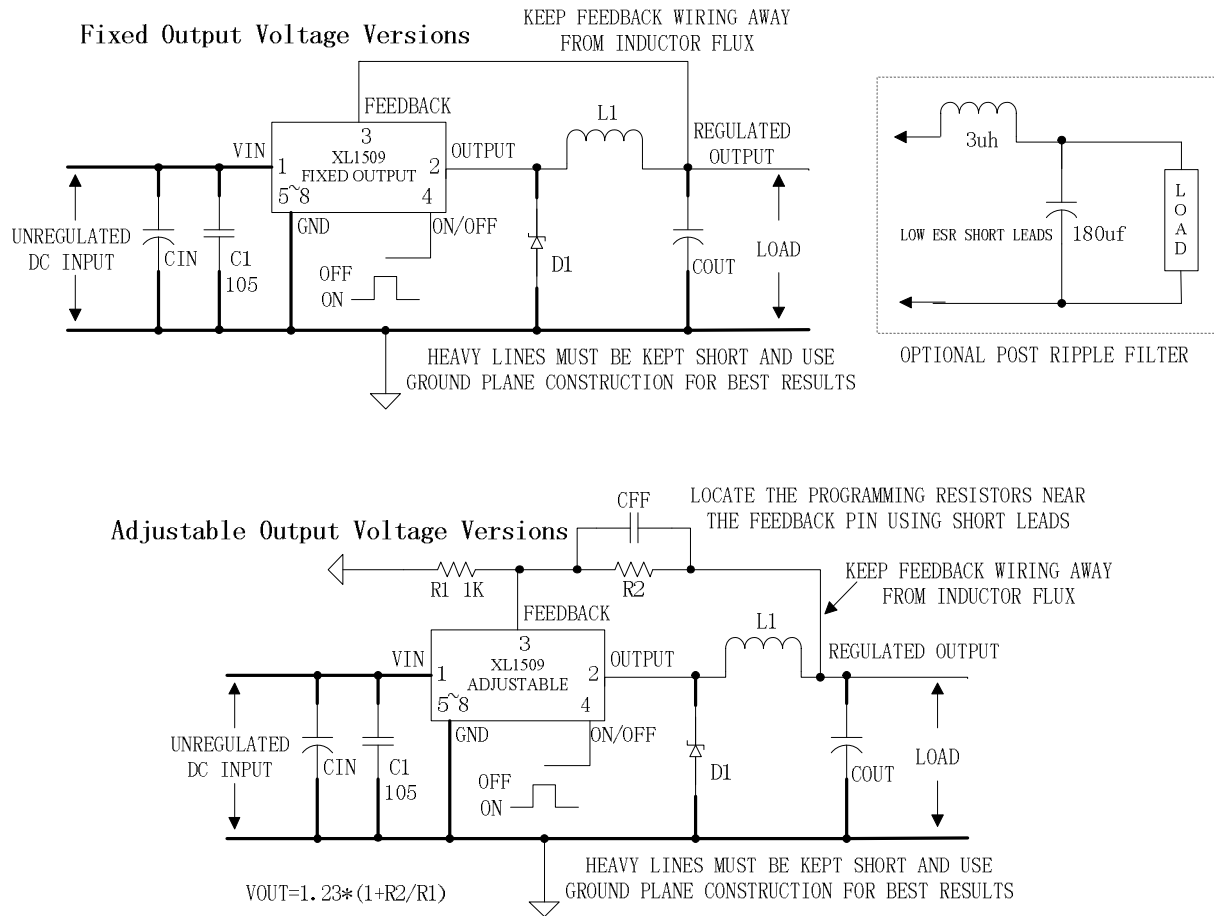 Fixed Output Voltage Versions
KEEP FEEDBACK WIRING AWAY
FROM INDUCTOR FLUX
FEEDBACK
3
XL1509
FIXED OUTPUT
VIN
1
5~8
GND
OUTPUT
2
4
ON/OFF
L1
REGULATED
OUTPUT
UNREGULATED
DC INPUT
CIN
C1
105
OFF
ON
D1
COUT
LOAD
HEAVY LINES MUST BE KEPT SHORT AND USE
GROUND PLANE CONSTRUCTION FOR BEST RESULTS
3uh
LOW ESR SHORT LEADS
180uf
LOAD
OPTIONAL POST RIPPLE FILTER
Adjustable Output Voltage Versions
CFF
LOCATE THE PROGRAMMING RESISTORS NEAR
THE FEEDBACK PIN USING SHORT LEADS
R1 1K
R2
KEEP FEEDBACK WIRING AWAY
FROM INDUCTOR FLUX
FEEDBACK
3
XL1509
ADJUSTABLE
VIN
1
5~8
GND
OUTPUT
2
4
ON/OFF
L1
REGULATED OUTPUT
UNREGULATED
DC INPUT
CIN
C1
105
OFF
ON
D1
COUT
LOAD
HEAVY LINES MUST BE KEPT SHORT AND USE
GROUND PLANE CONSTRUCTION FOR BEST RESULTS
VOUT=1.23*(1+R2/R1)